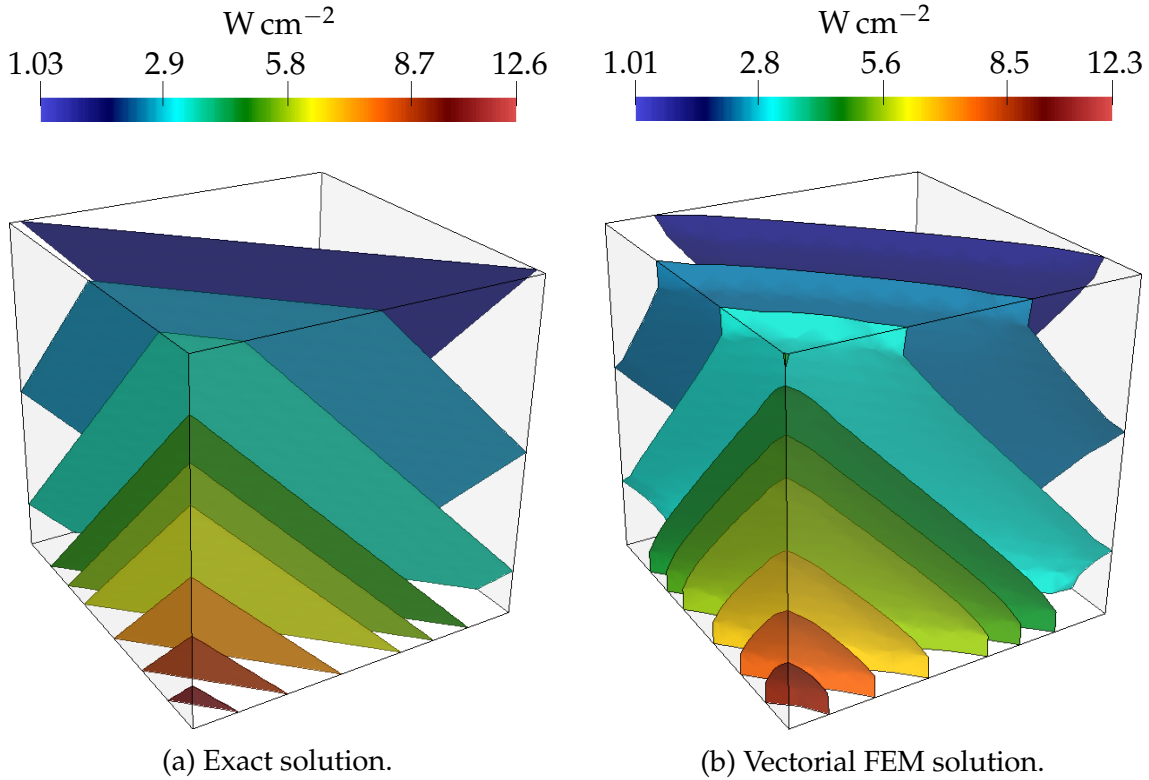 W cm⁻²
1.03 2.9 5.8 8.7 12.6
W cm⁻²
1.01 2.8 5.6 8.5 12.3
(a) Exact solution.
(b) Vectorial FEM solution.